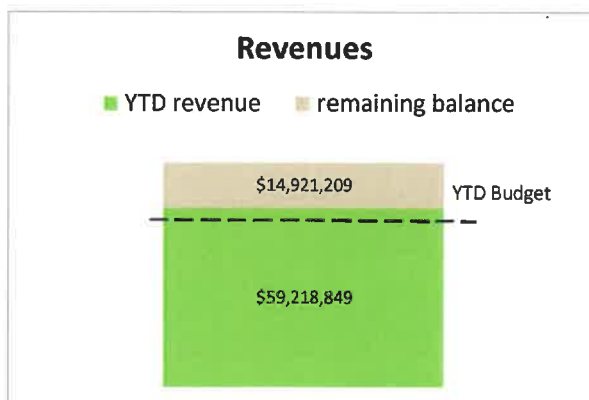 Revenues
YTD revenue remaining balance
$14,921,209
YTD Budget
$59,218,849